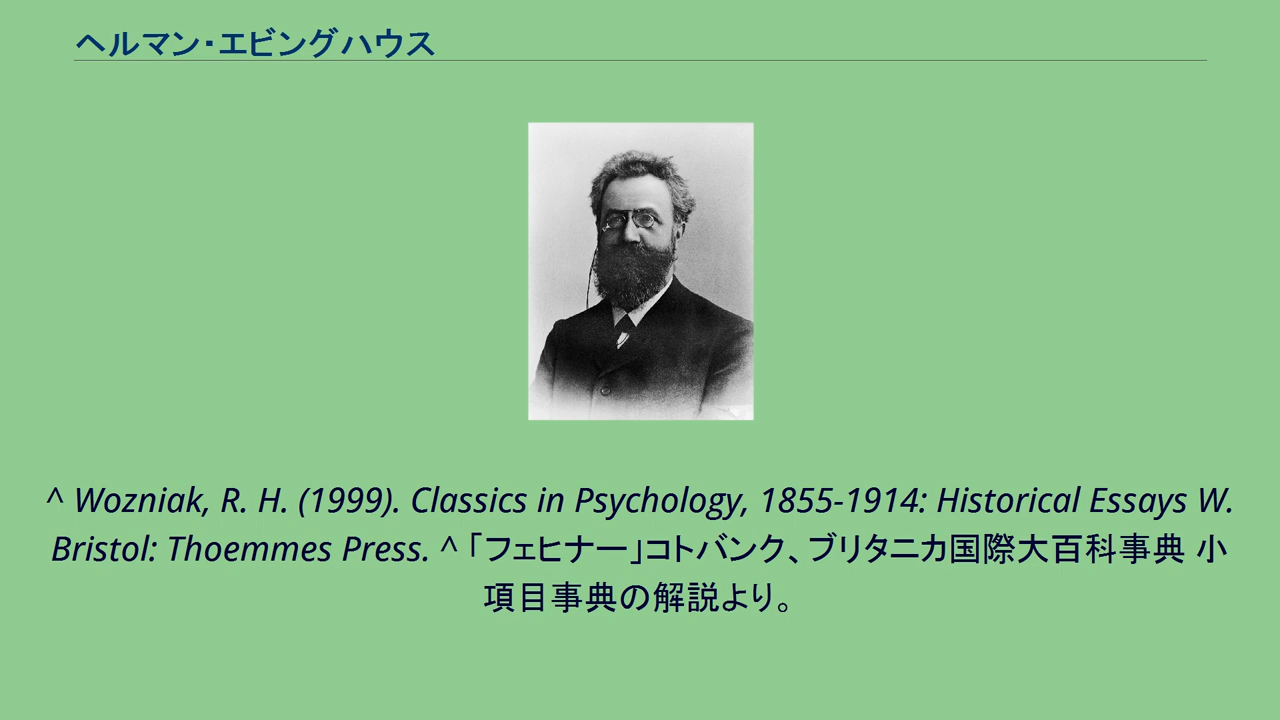 ヘルマン・エビングハウス
^ Wozniak, R. H. (1999). Classics in Psychology, 1855-1914: Historical Essays W.
Bristol: Thoemmes Press. ^ 「フェヒナー」コトバンク、ブリタニカ国際大百科事典 小
項目事典の解説より。